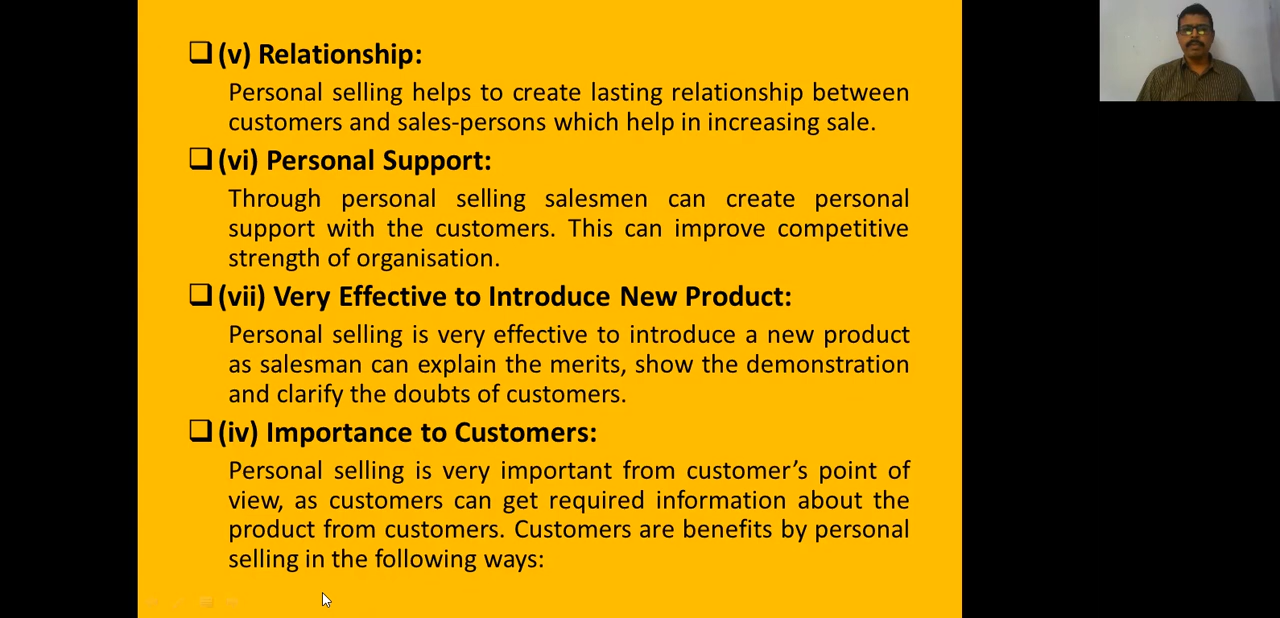 (v) Relationship:
Personal selling helps to create lasting relationship between
customers and sales-persons which help in increasing sale.
(vi) Personal Support:
Through personal selling salesmen can create personal
support with the customers. This can improve competitive
strength of organisation.
(vii) Very Effective to Introduce New Product:
Personal selling is very effective to introduce a new product
as salesman can explain the merits, show the demonstration
and clarify the doubts of customers.
(iv) Importance to Customers:
Personal selling is very important from customer’s point of
view, as customers can get required information about the
product from customers. Customers are benefits by personal
selling in the following ways: